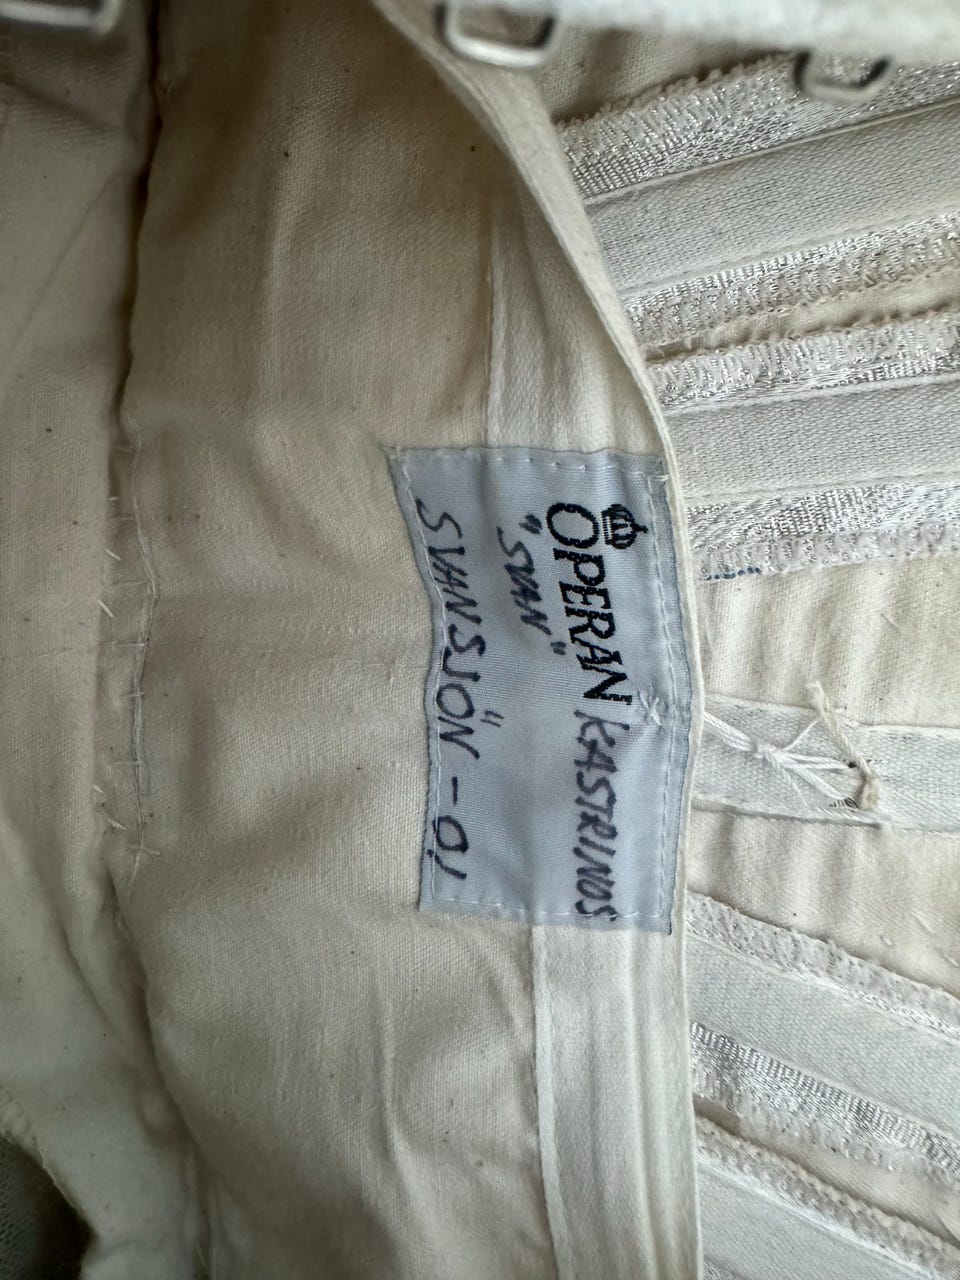 OPERAN KASTRINOS
"SVAN"
SVANSJÖN - 01